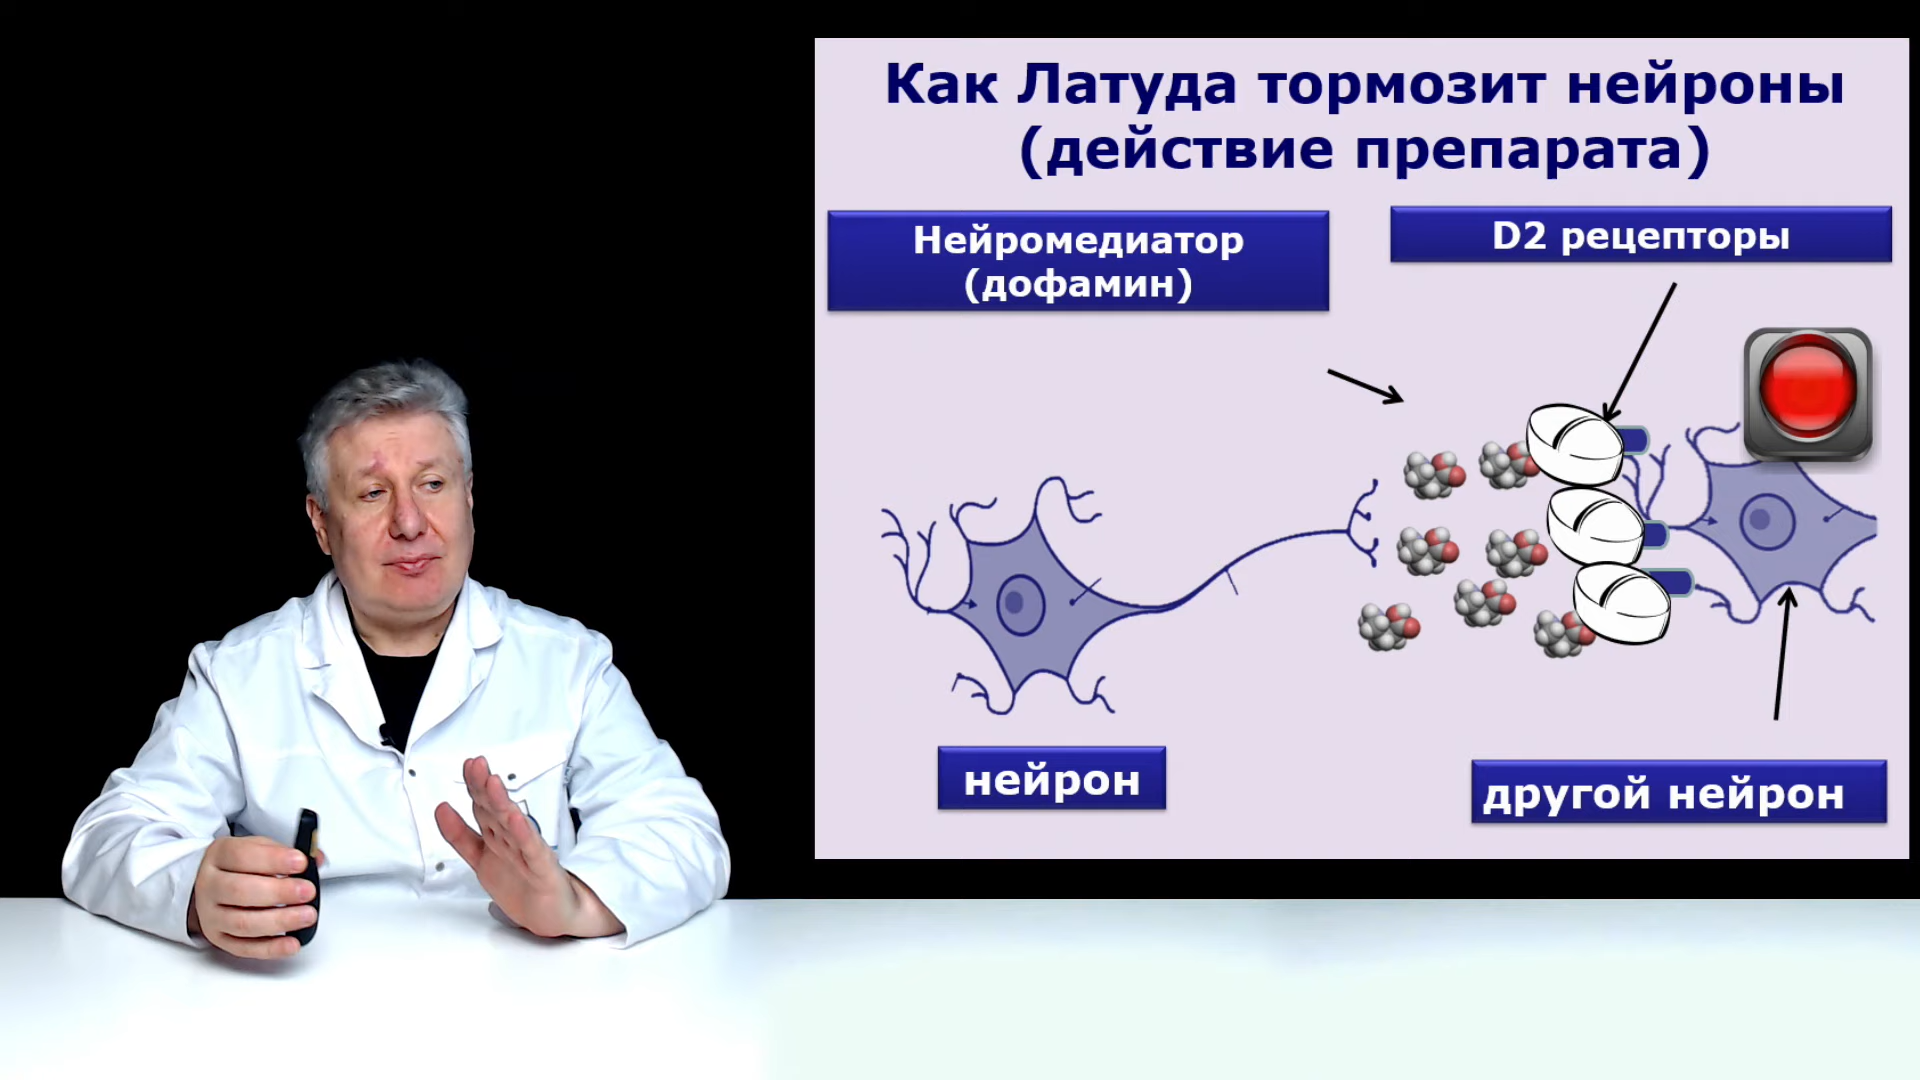 Как Латуда тормозит нейроны
(действие препарата)
Нейромедиатор
(дофамин)
D2 рецепторы
нейрон
другой нейрон